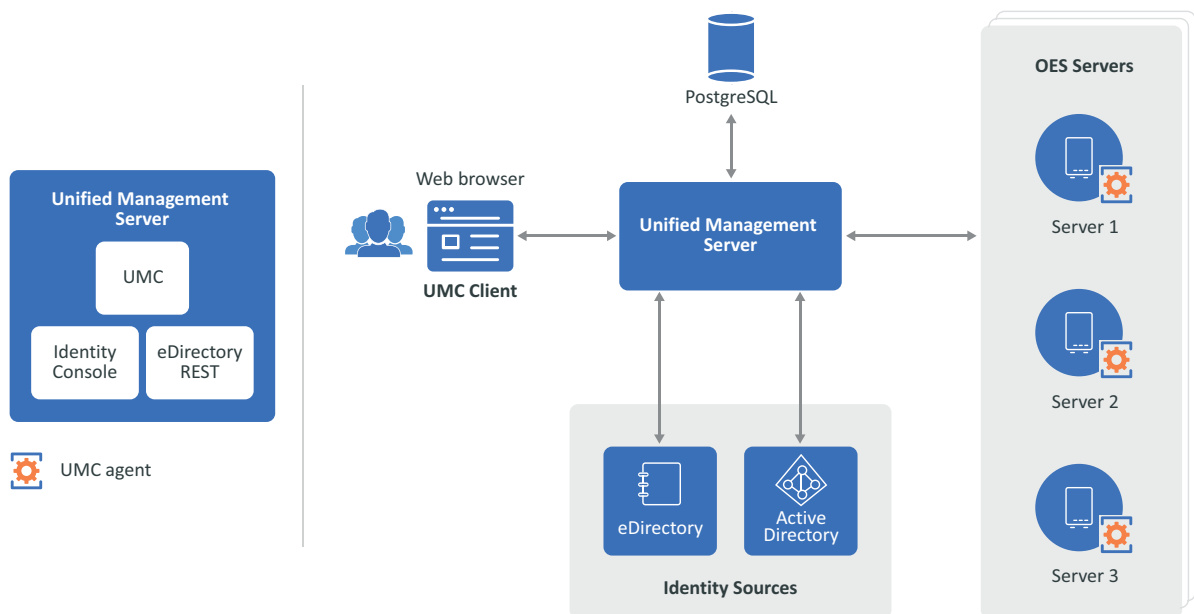 Unified Management
Server
UMC
Identity
Console
eDirectory
REST
UMC agent
PostgreSQL
Web browser
UMC Client
Unified Management
Server
eDirectory
Active
Directory
Identity Sources
OES Servers
Server 1
Server 2
Server 3